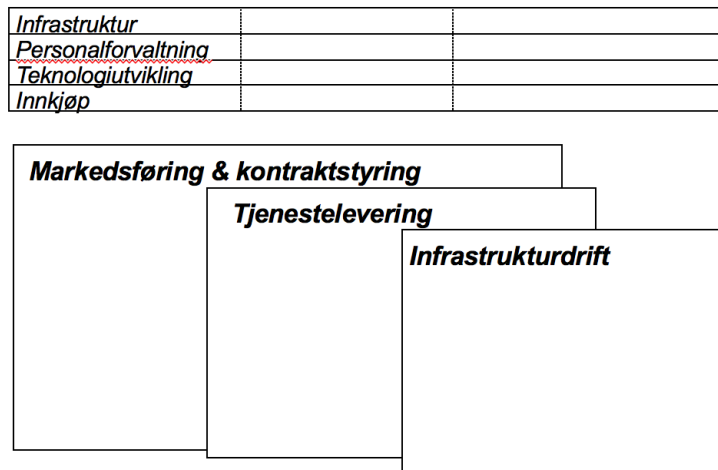 Infrastruktur
Personalforvaltning
Teknologiutvikling
Innkjøp
Markedsføring & kontraktstyring
Tjenestelevering
Infrastrukturdrift